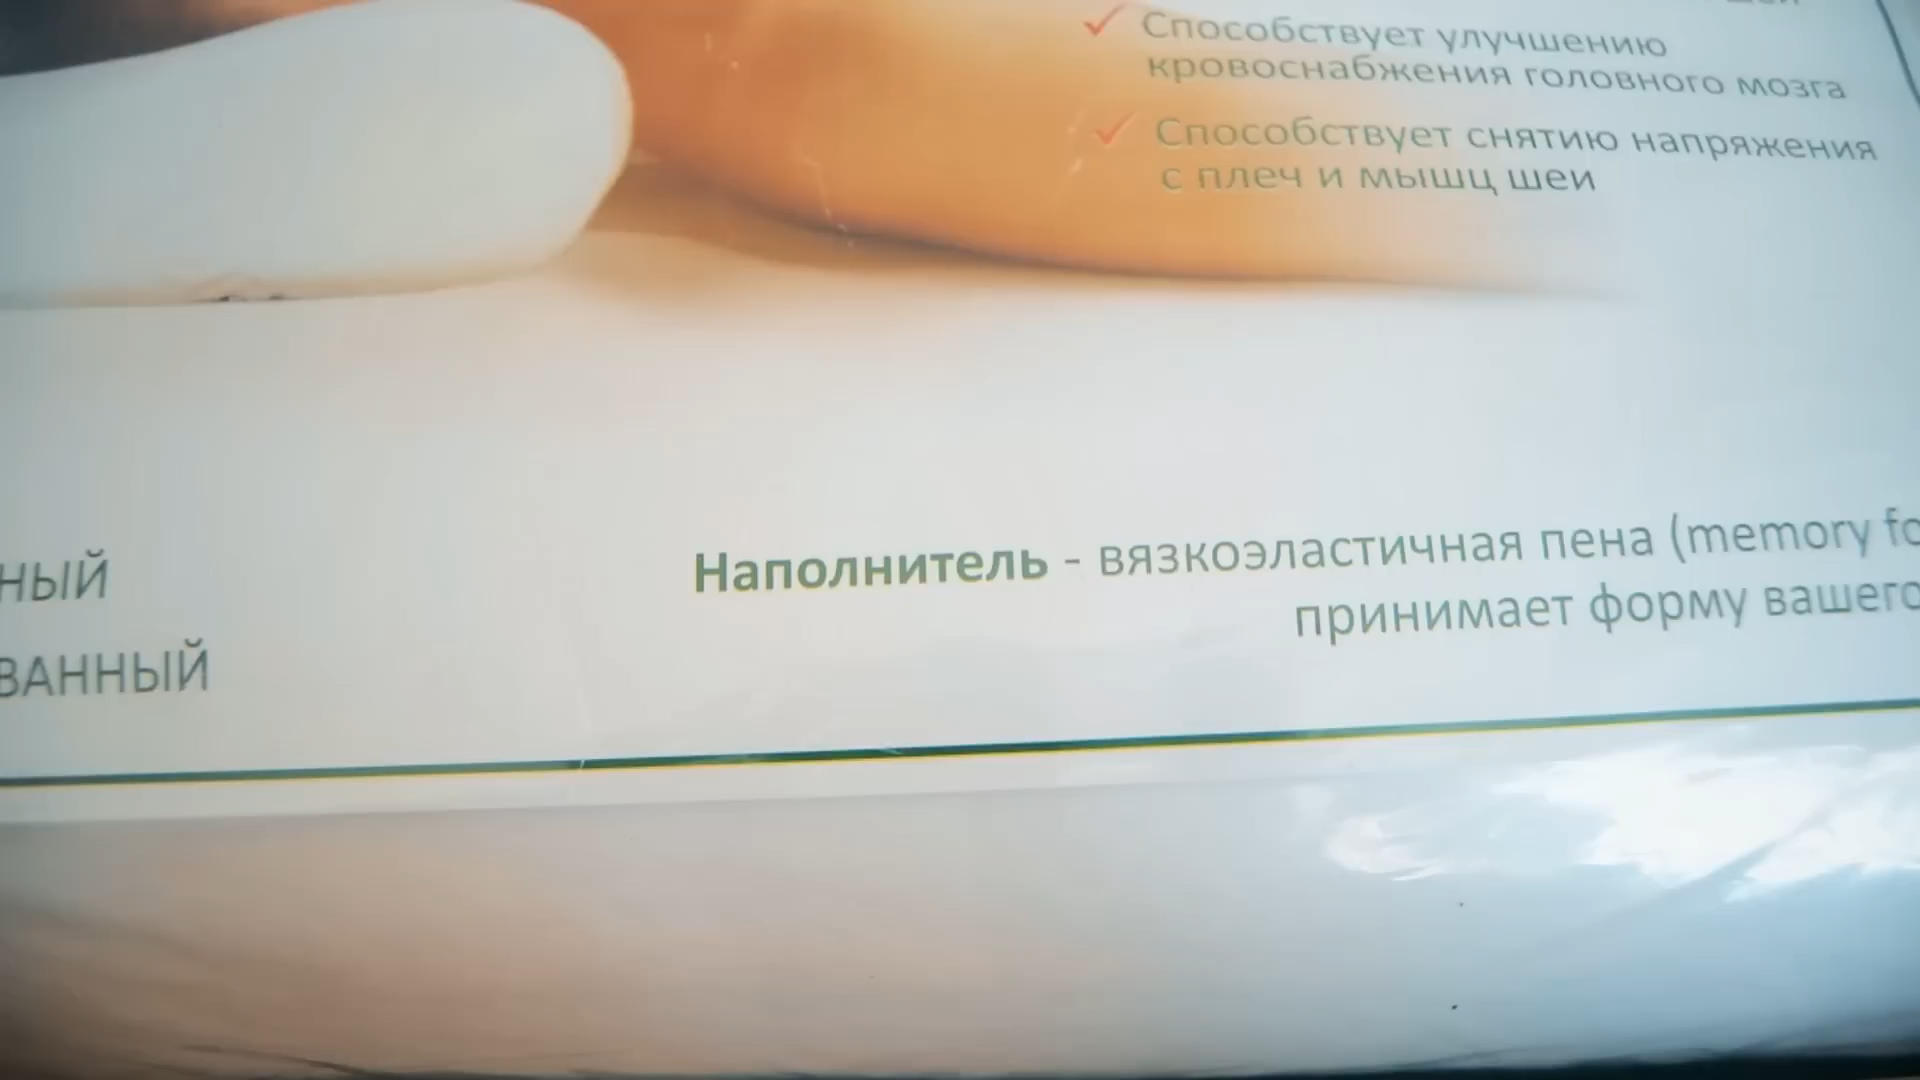 Способствует улучшению
кровоснабжения головного мозга
Способствует снятию напряжения
с плеч и мышц шеи
Наполнитель - вязкоэластичная пена (memory fo
принимает форму вашего
НЫЙ
ВАННЫЙ